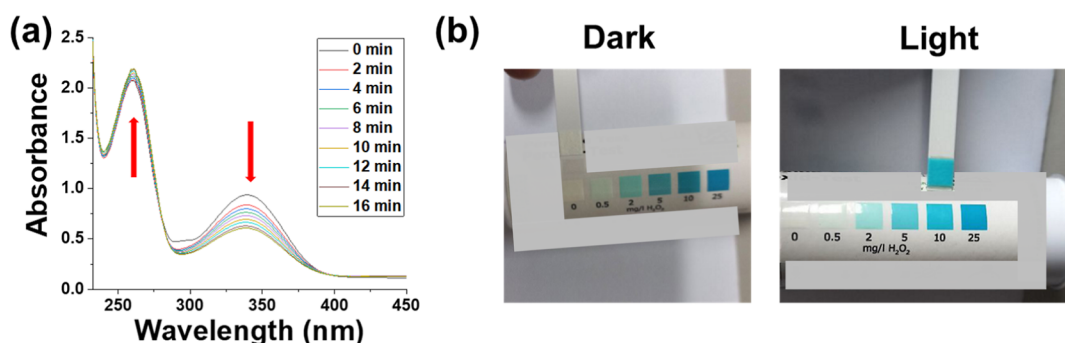 (a)
2.5
2.0
1.5
1.0
0.5
0.0
Absorbance
250
300
350
400
450
Wavelength (nm)
0 min
2 min
4 min
6 min
8 min
10 min
12 min
14 min
16 min
(b)
Dark
0 0.5 2 5 10 25
mg/l H₂O₂
Light
0 0.5 2 5 10 25
mg/l H₂O₂